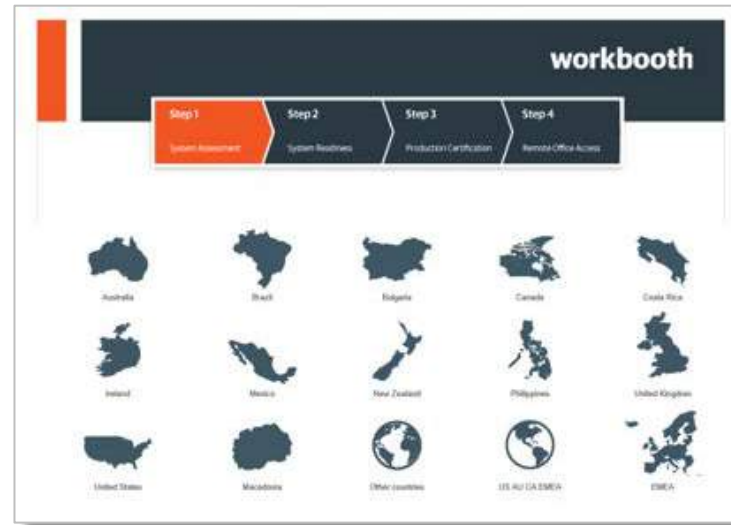 workbooth
Step 1 Step 2 Step 3 Step 4
System Assessment System Readiness Production Certification Remote Office Access
Australia Brazil Bulgaria Canada Costa Rica
Ireland Mexico New Zealand Philippines United Kingdom
United States Macedonia Other countries US AU CA EMEA EMEA